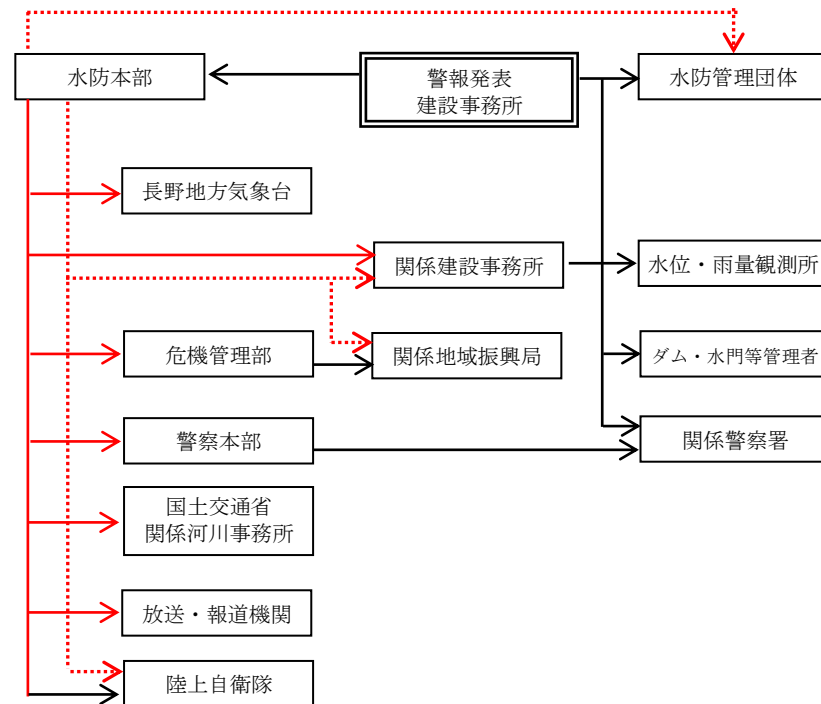 水防本部
警報発表
建設事務所
水防管理団体
長野地方気象台
関係建設事務所
水位・雨量観測所
危機管理部
関係地域振興局
ダム・水門等管理者
警察本部
関係警察署
国土交通省
関係河川事務所
放送・報道機関
陸上自衛隊